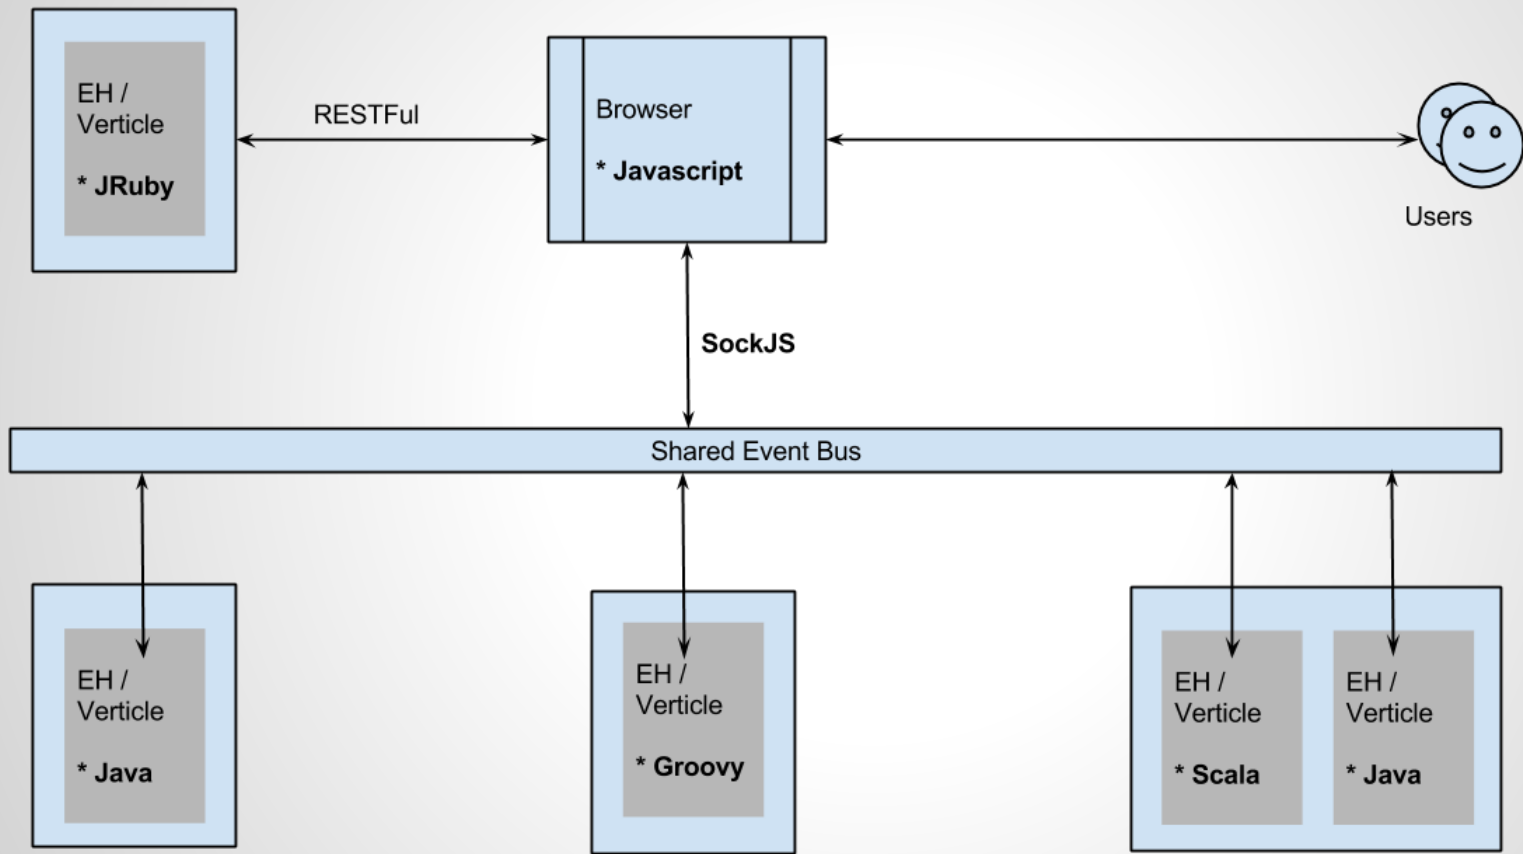 EH /
Verticle
* JRuby
RESTFul
Browser
* Javascript
Users
SockJS
Shared Event Bus
EH /
Verticle
* Java
EH /
Verticle
* Groovy
EH /
Verticle
* Scala
EH /
Verticle
* Java